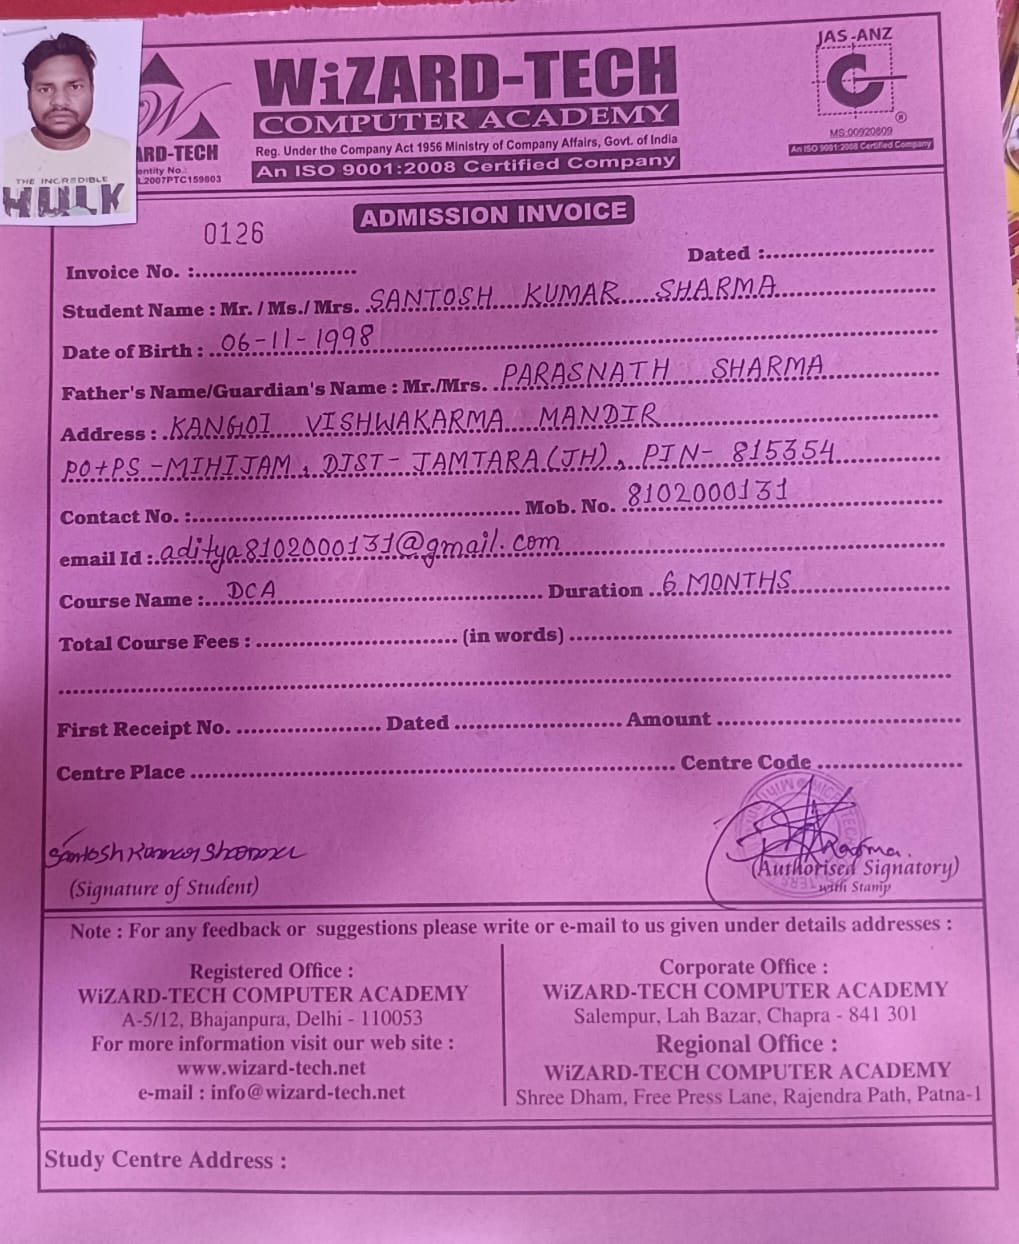 JAS-ANZ
WiZARD-TECH
COMPUTER ACADEMY
Reg. Under the Company Act 1956 Ministry of Company Affairs, Govt. of India
An ISO 9001:2008 Certified Company
®
MS:00920809
An ISO 9001:2008 Certified Company
ARD-TECH
entity No.:
L2007PTC159803
THE INCREDIBLE
HULK
ADMISSION INVOICE
0126
Invoice No. :.......................... Dated :..........................
Student Name : Mr. / Ms./ Mrs. SANTOSH KUMAR SHARMA
Date of Birth : 06-11-1998
Father's Name/Guardian's Name : Mr./Mrs. PARASNATH SHARMA
Address : KANGOI VISHWAKARMA MANDIR
PO+PS-MIHIJAM, DIST-JAMTARA(JH), PIN-815354
Contact No. :.......................... Mob. No. 8102000131
email Id : aditya8102000131@gmail.com
Course Name : DCA Duration 6 MONTHS
Total Course Fees : .......................... (in words) ..........................
First Receipt No. .................. Dated .................. Amount ..................
Centre Place .......................... Centre Code ..................
Santosh Kumar Sharma
(Signature of Student)
(Authorised Signatory)
with Stamp
Note : For any feedback or suggestions please write or e-mail to us given under details addresses :
Registered Office :
WiZARD-TECH COMPUTER ACADEMY
A-5/12, Bhajanpura, Delhi - 110053
For more information visit our web site :
www.wizard-tech.net
e-mail : info@wizard-tech.net
Corporate Office :
WiZARD-TECH COMPUTER ACADEMY
Salempur, Lah Bazar, Chapra - 841 301
Regional Office :
WiZARD-TECH COMPUTER ACADEMY
Shree Dham, Free Press Lane, Rajendra Path, Patna-1
Study Centre Address :